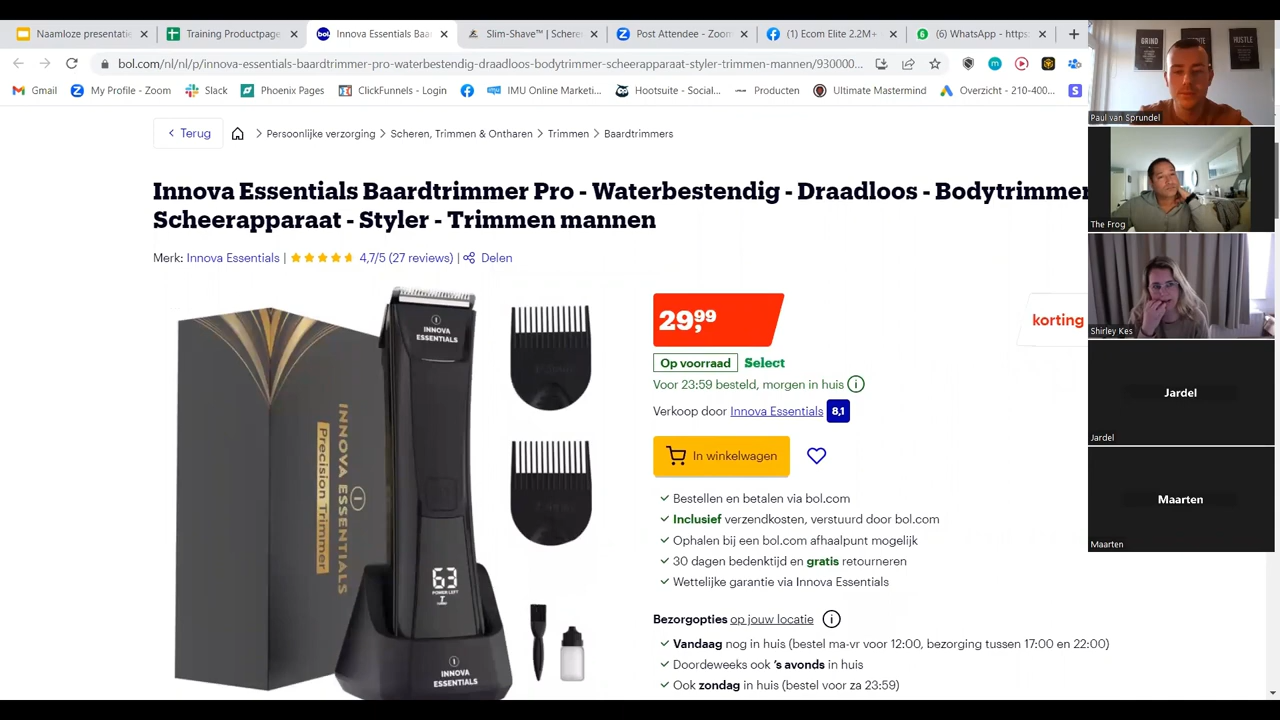 Naamloze presentatie
Training Productpage
Innova Essentials Baa
Slim-Shave™ | Schere
Post Attendee - Zoom
(1) Ecom Elite 2.2M+
(6) WhatsApp - https:
bol.com/nl/nl/p/innova-essentials-baardtrimmer-pro-waterbestendig-draadloos-bodytrimmer-scheerapparaat-styler-trimmen-mannen/930000...
Gmail
My Profile - Zoom
Slack
Phoenix Pages
ClickFunnels - Login
IMU Online Marketi...
Hootsuite - Social...
Producten
Ultimate Mastermind
Overzicht - 210-400...
GRIND
HUSTLE
Paul van Sprundel
The Frog
Shirley Kes
Jardel
Jardel
Maarten
Maarten
Terug
Persoonlijke verzorging > Scheren, Trimmen & Ontharen > Trimmen > Baardtrimmers
Innova Essentials Baardtrimmer Pro - Waterbestendig - Draadloos - Bodytrimmer
Scheerapparaat - Styler - Trimmen mannen
Merk: Innova Essentials | 4,7/5 (27 reviews) | Delen
INNOVA ESSENTIALS
Precision Trimmer
INNOVA
ESSENTIALS
63
POWER LEFT
INNOVA
ESSENTIALS
29,99
korting
Op voorraad Select
Voor 23:59 besteld, morgen in huis
Verkoop door Innova Essentials 8,1
In winkelwagen
Bestellen en betalen via bol.com
Inclusief verzendkosten, verstuurd door bol.com
Ophalen bij een bol.com afhaalpunt mogelijk
30 dagen bedenktijd en gratis retourneren
Wettelijke garantie via Innova Essentials
Bezorgopties op jouw locatie
Vandaag nog in huis (bestel ma-vr voor 12:00, bezorging tussen 17:00 en 22:00)
Doordeweeks ook 's avonds in huis
Ook zondag in huis (bestel voor za 23:59)